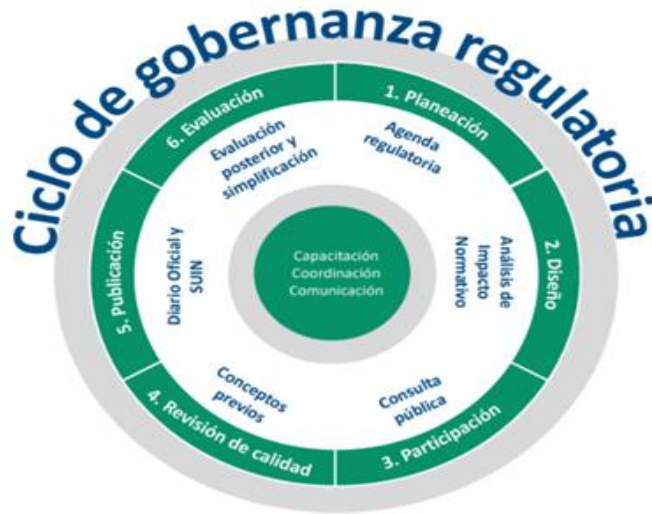 Ciclo de gobernanza regulatoria
1. Planeación
Agenda
regulatoria
2. Diseño
Análisis de
Impacto
Normativo
3. Participación
Consulta
pública
4. Revisión de calidad
Conceptos
previos
5. Publicación
Diario Oficial y
SUIN
6. Evaluación
Evaluación
posterior y
simplificación
Capacitación
Coordinación
Comunicación